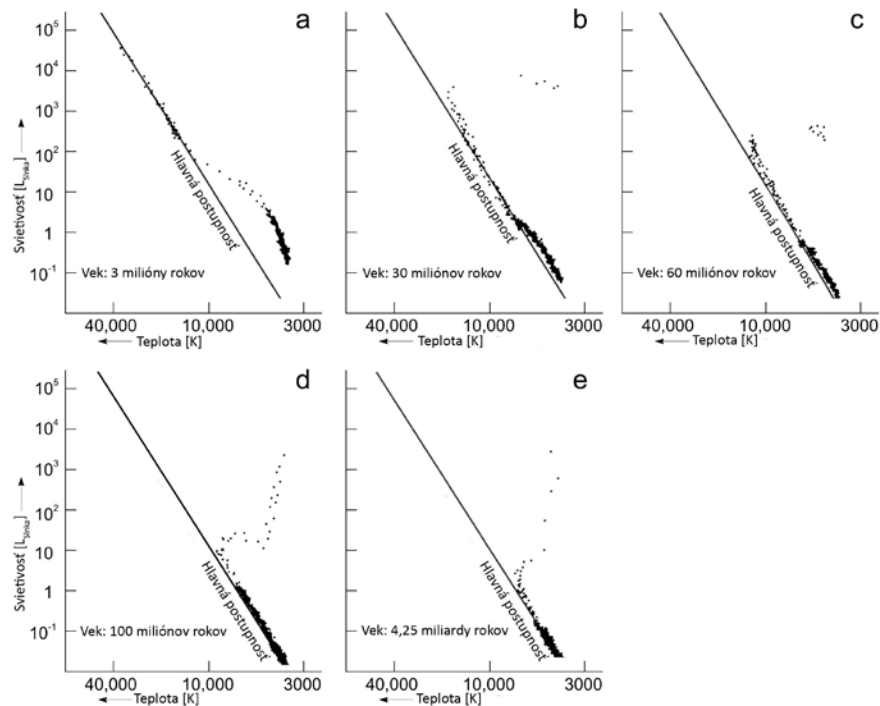 a
10⁵
10⁴
10³
10²
10
1
10⁻¹
Svietivosť [L_Slnka]
Hlavná postupnosť
Vek: 3 milióny rokov
40,000 10,000 3000
Teplota [K]
b
Hlavná postupnosť
Vek: 30 miliónov rokov
40,000 10,000 3000
Teplota [K]
c
Hlavná postupnosť
Vek: 60 miliónov rokov
40,000 10,000 3000
Teplota [K]
d
10⁵
10⁴
10³
10²
10
1
10⁻¹
Svietivosť [L_Slnka]
Hlavná postupnosť
Vek: 100 miliónov rokov
40,000 10,000 3000
Teplota [K]
e
Hlavná postupnosť
Vek: 4,25 miliardy rokov
40,000 10,000 3000
Teplota [K]